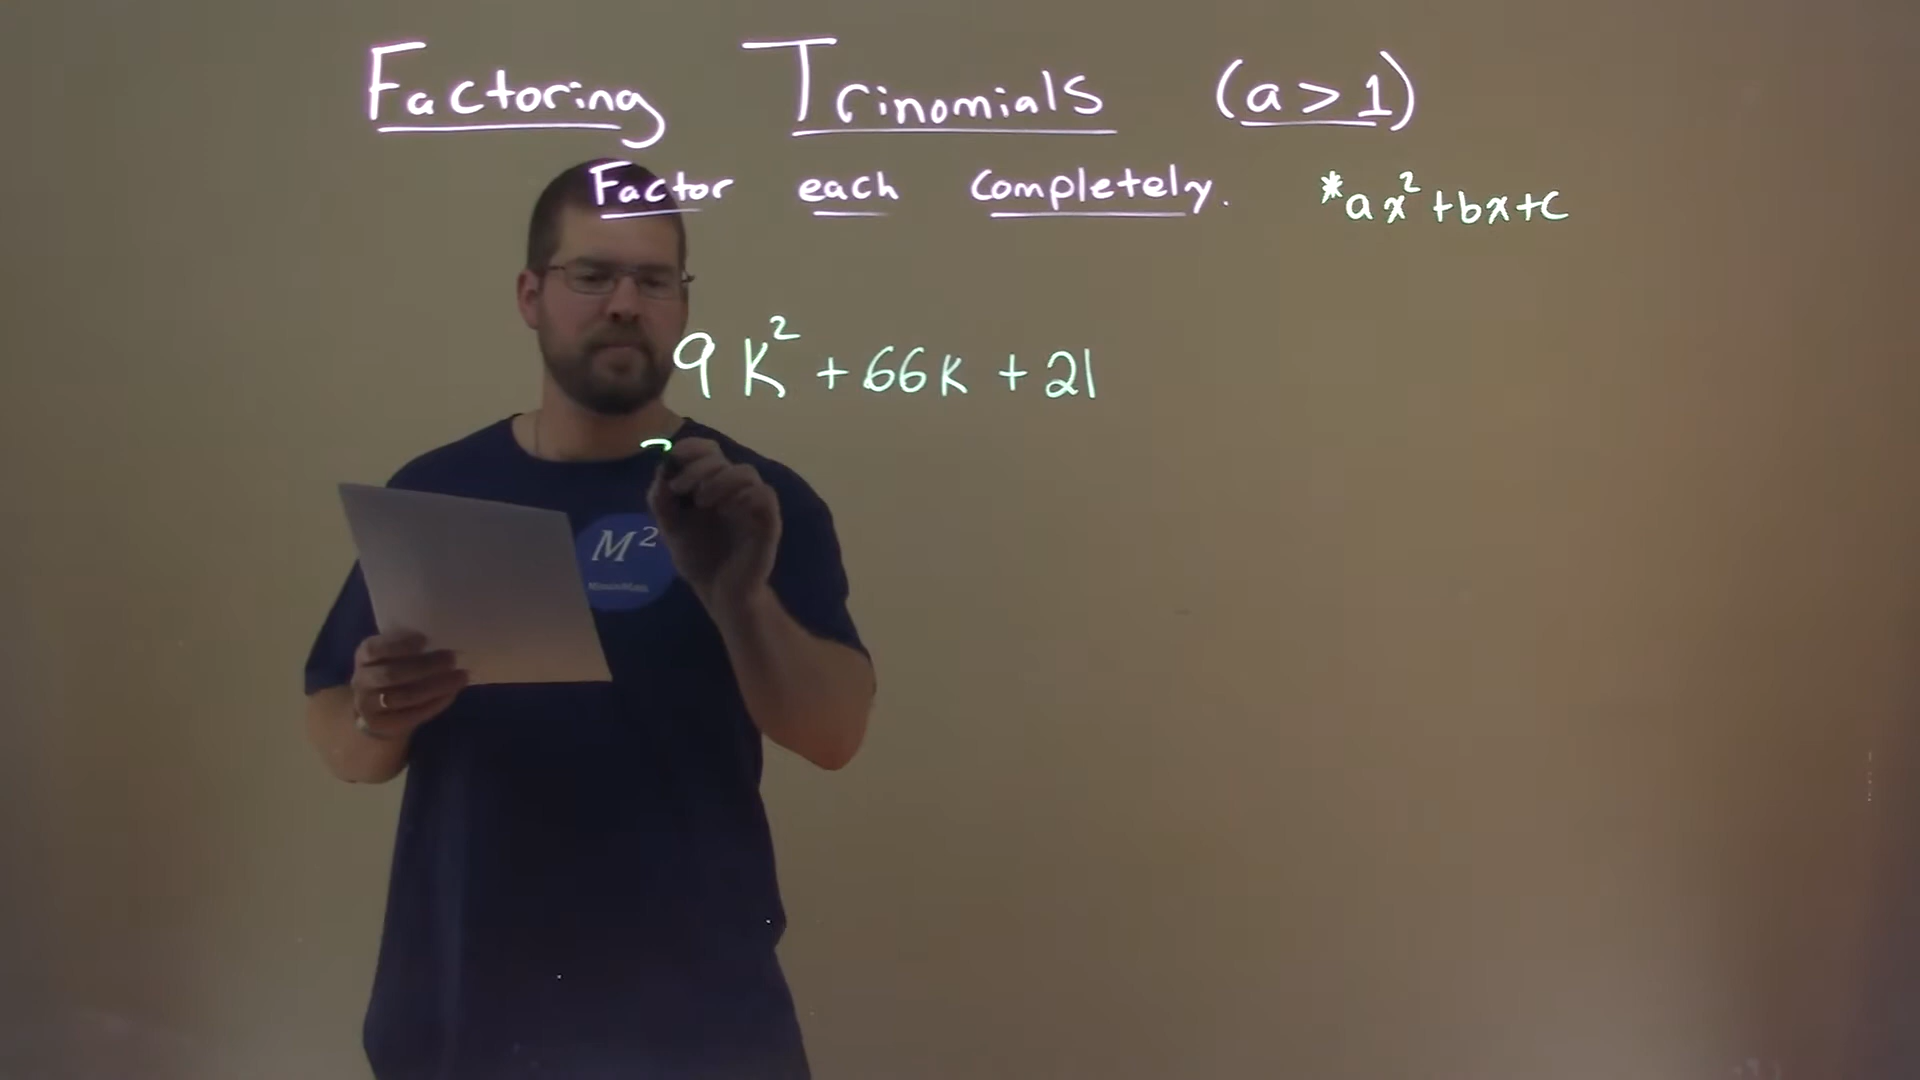 Factoring Trinomials (a > 1)
Factor each completely. *ax²+bx+c
9k² + 66k + 21
M²